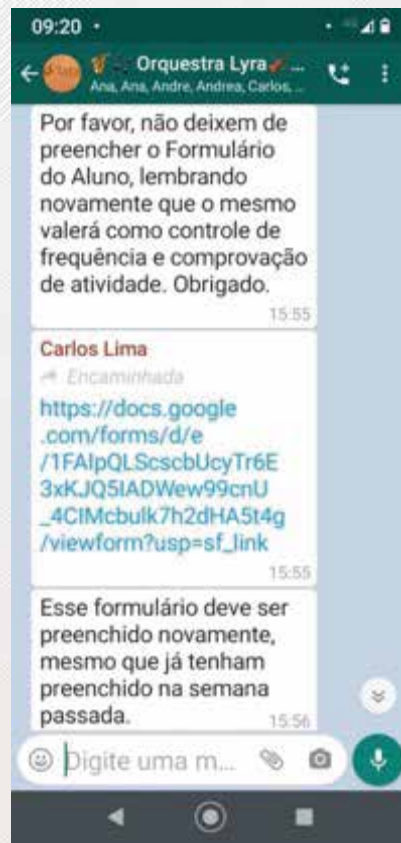 09:20
Orquestra Lyra ...
Ana, Ana, Andre, Andrea, Carlos, ...
Por favor, não deixem de
preencher o Formulário
do Aluno, lembrando
novamente que o mesmo
valerá como controle de
frequência e comprovação
de atividade. Obrigado.
15:55
Carlos Lima
Encaminhada
https://docs.google
.com/forms/d/e
/1FAIpQLScscbUcyTr6E
3xKJQ5IADWew99cnU
_4CIMcbulk7h2dHA5t4g
/viewform?usp=sf_link
15:55
Esse formulário deve ser
preenchido novamente,
mesmo que já tenham
preenchido na semana
passada.
15:56
Digite uma m...